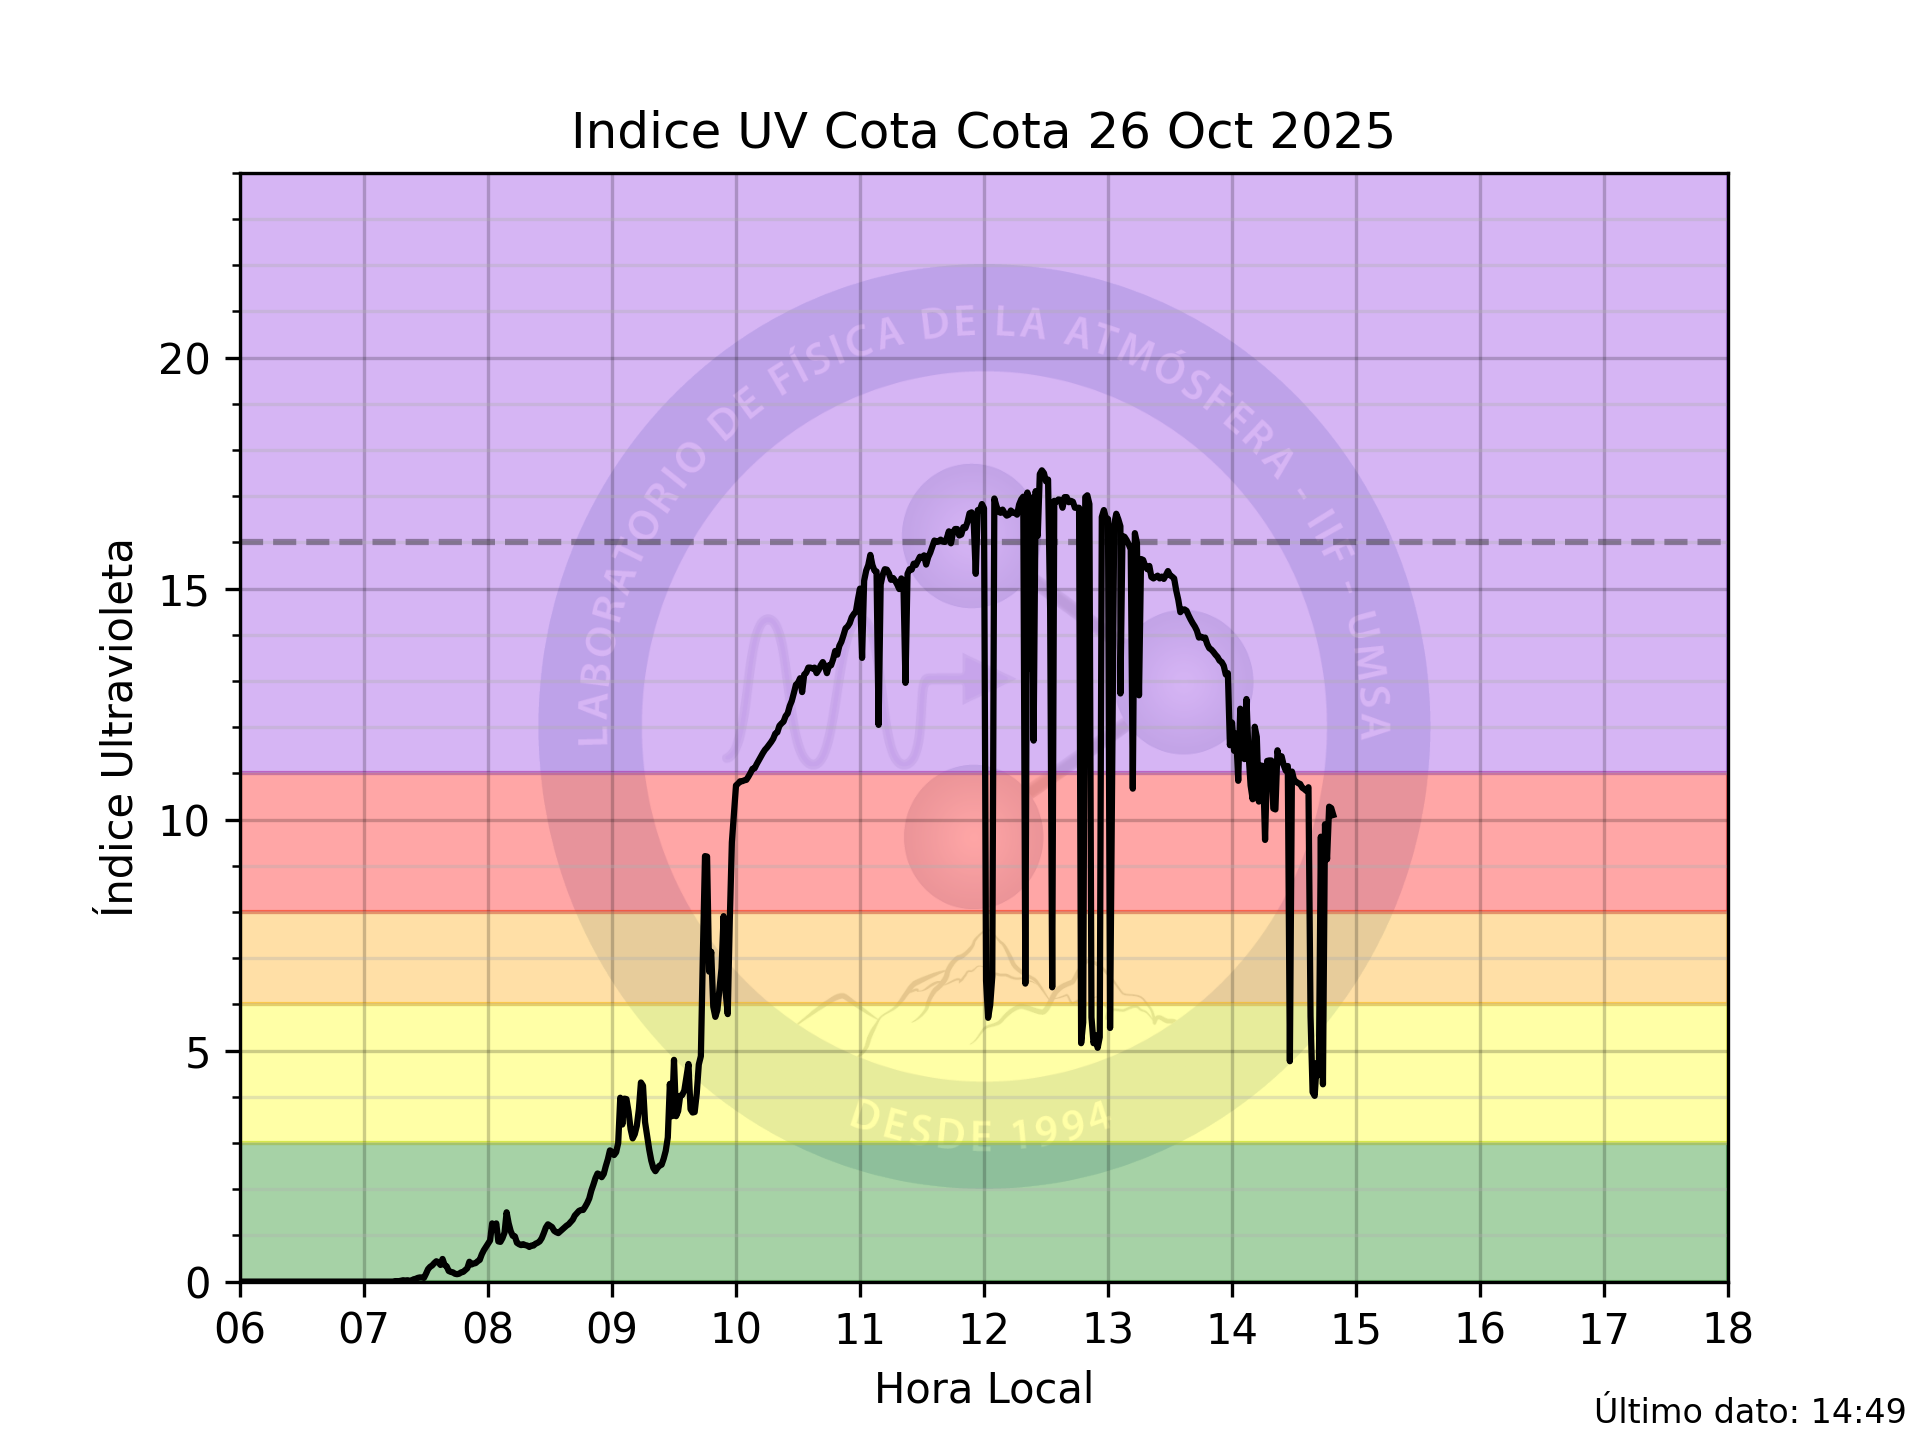 Indice UV Cota Cota 26 Oct 2025
20
15
10
5
0
Índice Ultravioleta
LABORATORIO DE FÍSICA DE LA ATMÓSFERA - IIF - UMSA
DESDE 1994
06 07 08 09 10 11 12 13 14 15 16 17 18
Hora Local
Último dato: 14:49